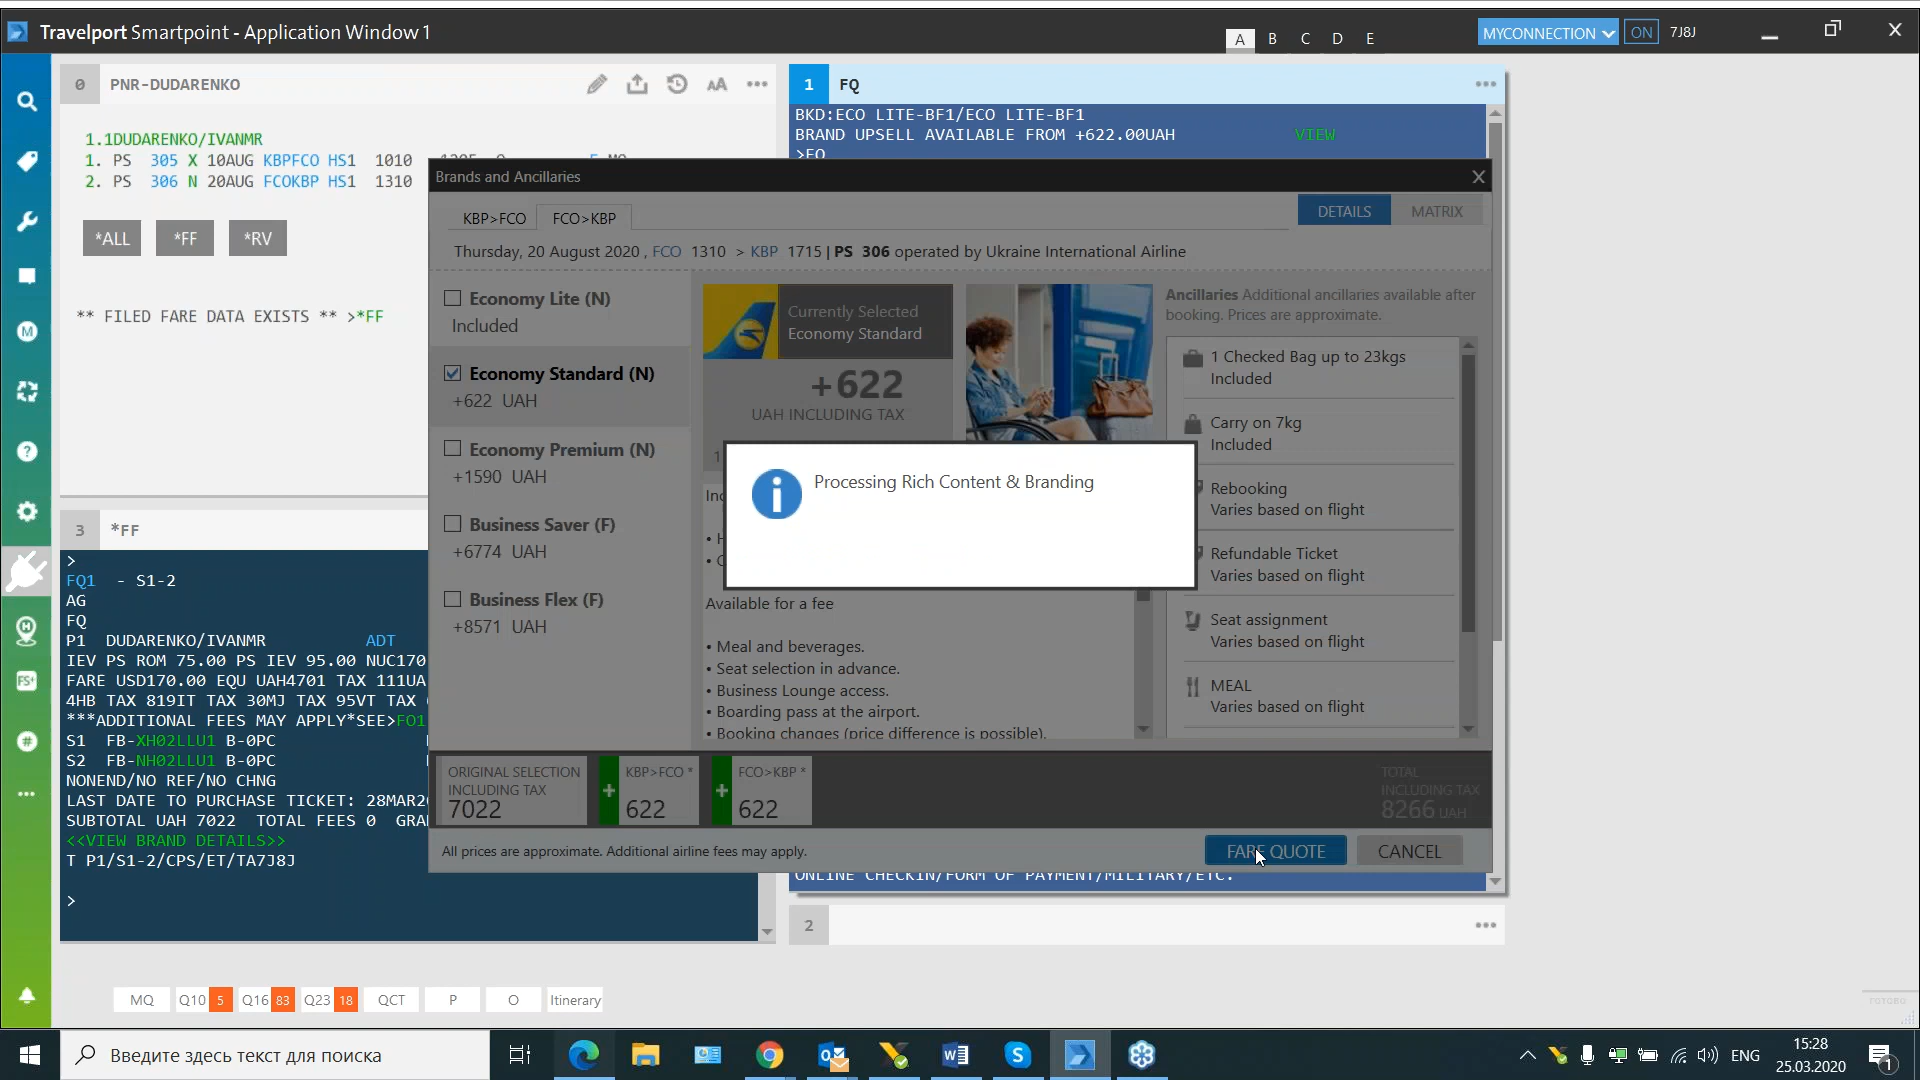 Travelport Smartpoint - Application Window 1
A B C D E
MYCONNECTION ON 7J8J
0 PNR-DUDARENKO
AA
1.1DUDARENKO/IVANMR
1. PS 305 X 10AUG KBPFCO HS1 1010
2. PS 306 N 20AUG FCOKBP HS1 1310
*ALL *FF *RV
** FILED FARE DATA EXISTS ** >*FF
1 FQ
BKD:ECO LITE-BF1/ECO LITE-BF1
BRAND UPSELL AVAILABLE FROM +622.00UAH VIEW
>FQ
Brands and Ancillaries X
KBP>FCO FCO>KBP
DETAILS MATRIX
Thursday, 20 August 2020 , FCO 1310 > KBP 1715 | PS 306 operated by Ukraine International Airline
Economy Lite (N)
Included
Economy Standard (N)
+622 UAH
Economy Premium (N)
+1590 UAH
Business Saver (F)
+6774 UAH
Business Flex (F)
+8571 UAH
Currently Selected
Economy Standard
+622
UAH INCLUDING TAX
Processing Rich Content & Branding
Available for a fee
• Meal and beverages.
• Seat selection in advance.
• Business Lounge access.
• Boarding pass at the airport.
• Booking changes (price difference is possible).
Ancillaries Additional ancillaries available after
booking. Prices are approximate.
1 Checked Bag up to 23kgs
Included
Carry on 7kg
Included
Rebooking
Varies based on flight
Refundable Ticket
Varies based on flight
Seat assignment
Varies based on flight
MEAL
Varies based on flight
ORIGINAL SELECTION
INCLUDING TAX
7022
+ KBP>FCO *
622
+ FCO>KBP *
622
TOTAL
INCLUDING TAX
8266 UAH
All prices are approximate. Additional airline fees may apply.
FARE QUOTE CANCEL
ONLINE CHECKIN/FORM OF PAYMENT/MILITARY/ETC.
2
3 *FF
>
FQ1 - S1-2
AG
FQ
P1 DUDARENKO/IVANMR ADT
IEV PS ROM 75.00 PS IEV 95.00 NUC170
FARE USD170.00 EQU UAH4701 TAX 111UA
4HB TAX 819IT TAX 30MJ TAX 95VT TAX
***ADDITIONAL FEES MAY APPLY*SEE>FO1
S1 FB-XH02LLU1 B-0PC
S2 FB-NH02LLU1 B-0PC
NONEND/NO REF/NO CHNG
LAST DATE TO PURCHASE TICKET: 28MAR2
SUBTOTAL UAH 7022 TOTAL FEES 0 GRA
<<VIEW BRAND DETAILS>>
T P1/S1-2/CPS/ET/TA7J8J
>
MQ Q10 5 Q16 83 Q23 18 QCT P O Itinerary
ГОТОВО
Введите здесь текст для поиска
ENG
15:28
25.03.2020
1